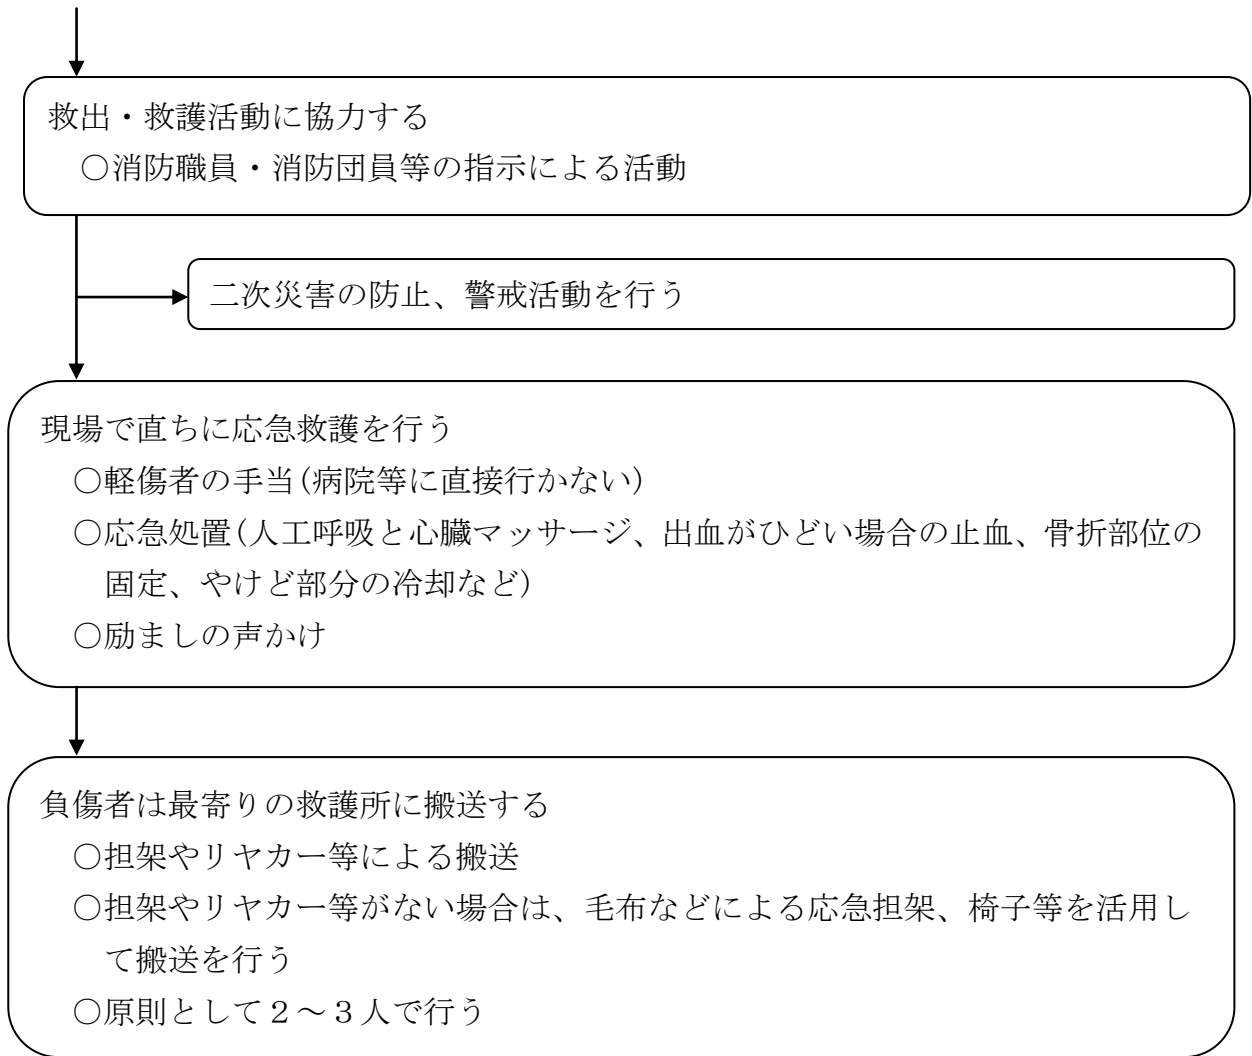 救出・救護活動に協力する
○消防職員・消防団員等の指示による活動
二次災害の防止、警戒活動を行う
現場で直ちに応急救護を行う
○軽傷者の手当(病院等に直接行かない)
○応急処置(人工呼吸と心臓マッサージ、出血がひどい場合の止血、骨折部位の
固定、やけど部分の冷却など)
○励ましの声かけ
負傷者は最寄りの救護所に搬送する
○担架やリヤカー等による搬送
○担架やリヤカー等がない場合は、毛布などによる応急担架、椅子等を活用し
て搬送を行う
○原則として２～３人で行う